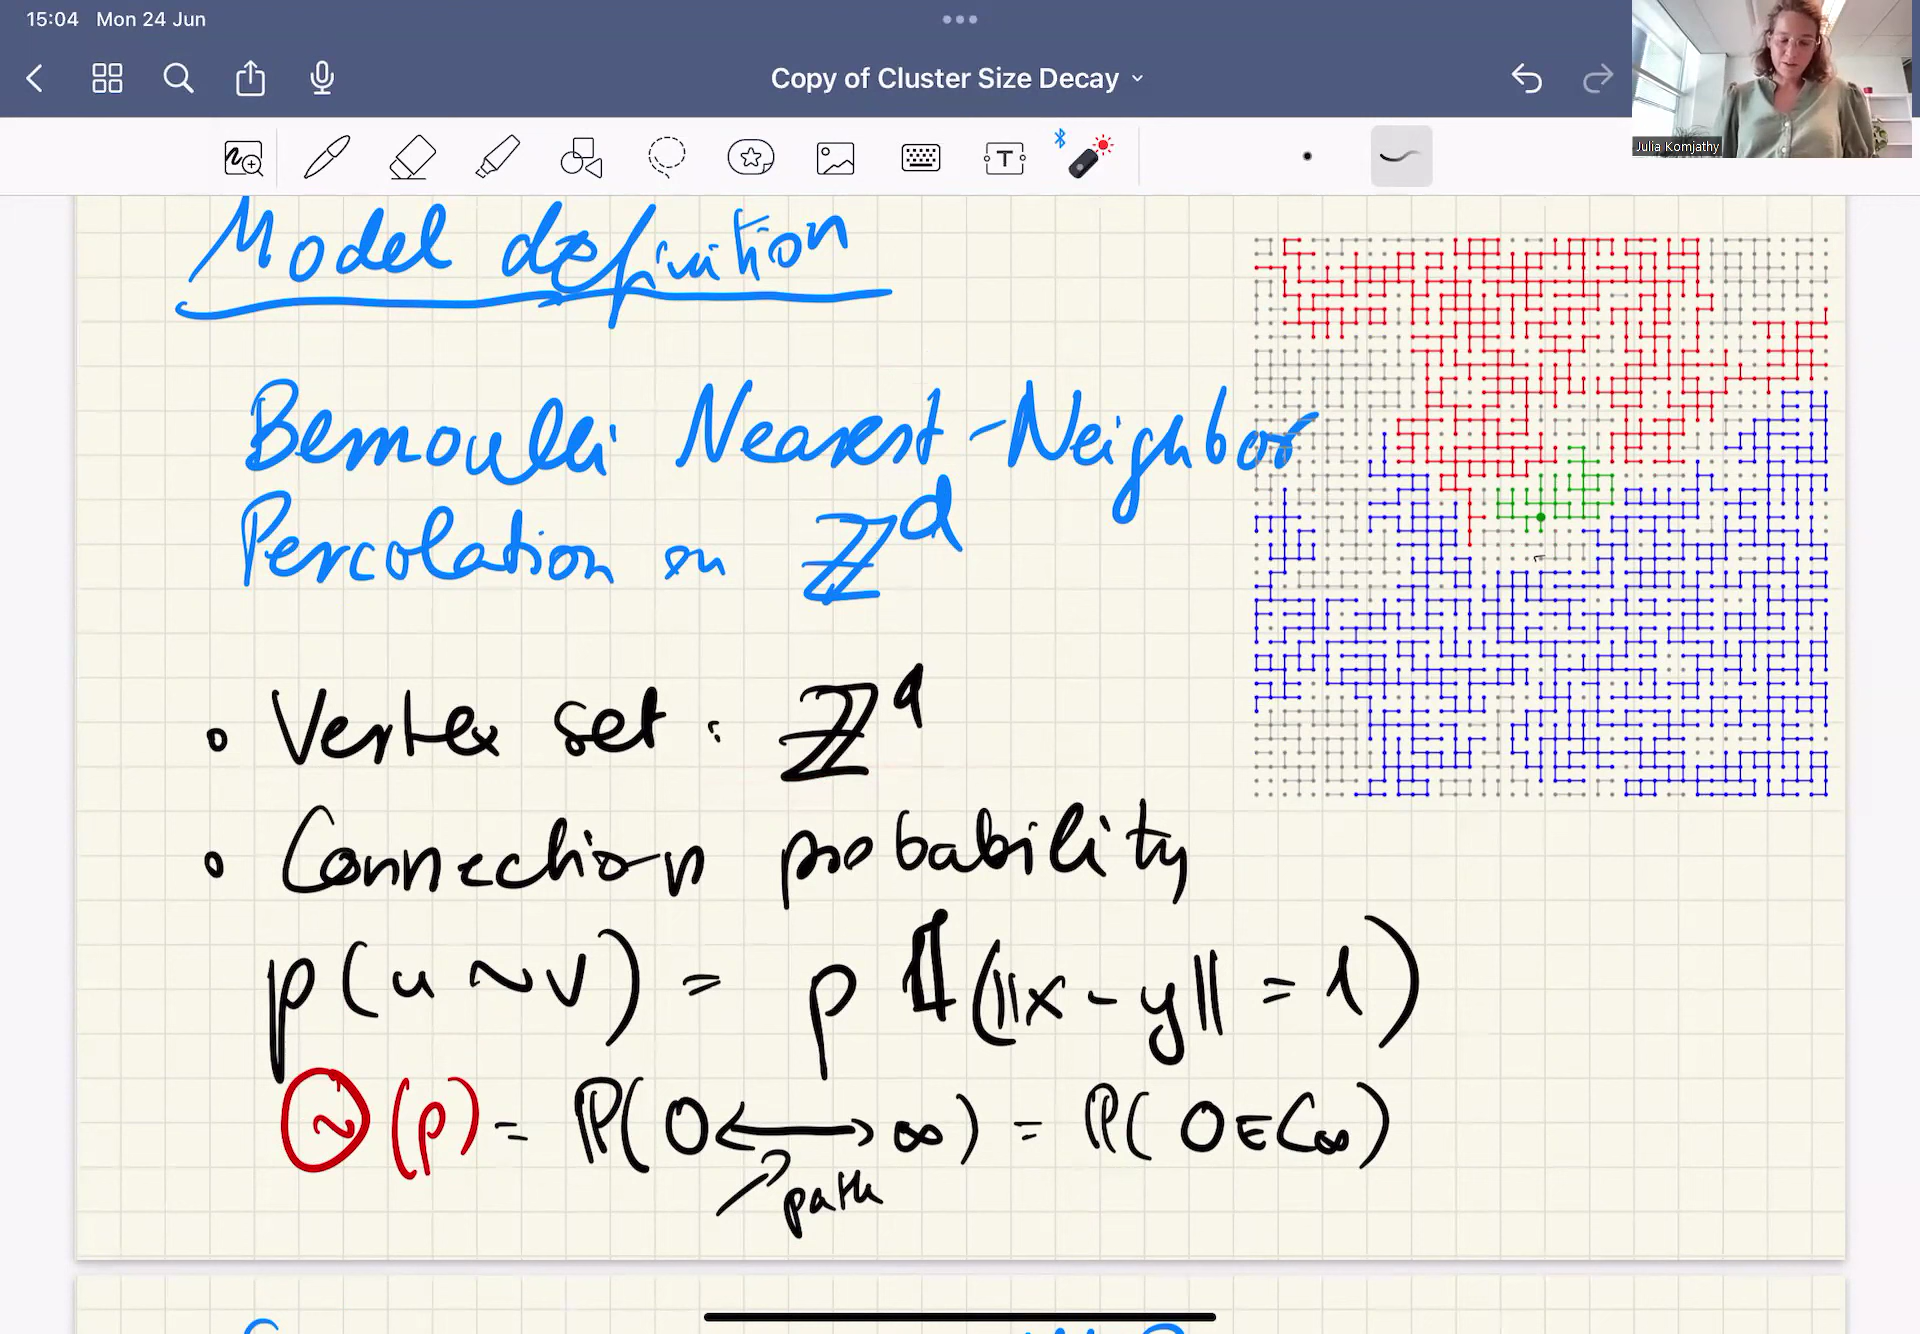 15:04 Mon 24 Jun
Copy of Cluster Size Decay
Julia Komjathy
Model definition
Bernoulli Nearest-Neighbor
Percolation on ℤ^d
• Vertex set : ℤ^d
• Connection probability
p(u ~ v) = p 𝟙(‖x - y‖ = 1)
Θ(p) = ℙ(0 ⟷ ∞) = ℙ(0 ∈ C∞)
path